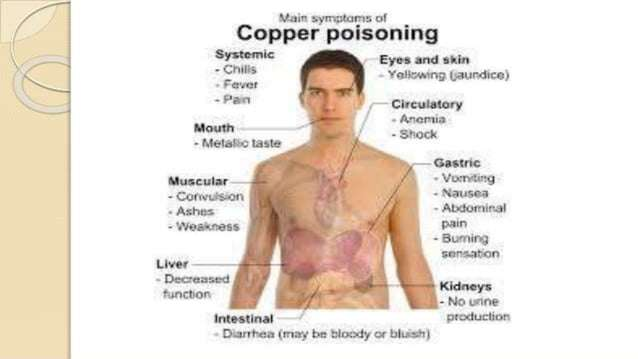 Main symptoms of
Copper poisoning
Systemic
- Chills
- Fever
- Pain
Mouth
- Metallic taste
Muscular
- Convulsion
- Ashes
- Weakness
Liver
- Decreased
function
Intestinal
- Diarrhea (may be bloody or bluish)
Eyes and skin
- Yellowing (jaundice)
Circulatory
- Anemia
- Shock
Gastric
- Vomiting
- Nausea
- Abdominal
pain
- Burning
sensation
Kidneys
- No urine
production